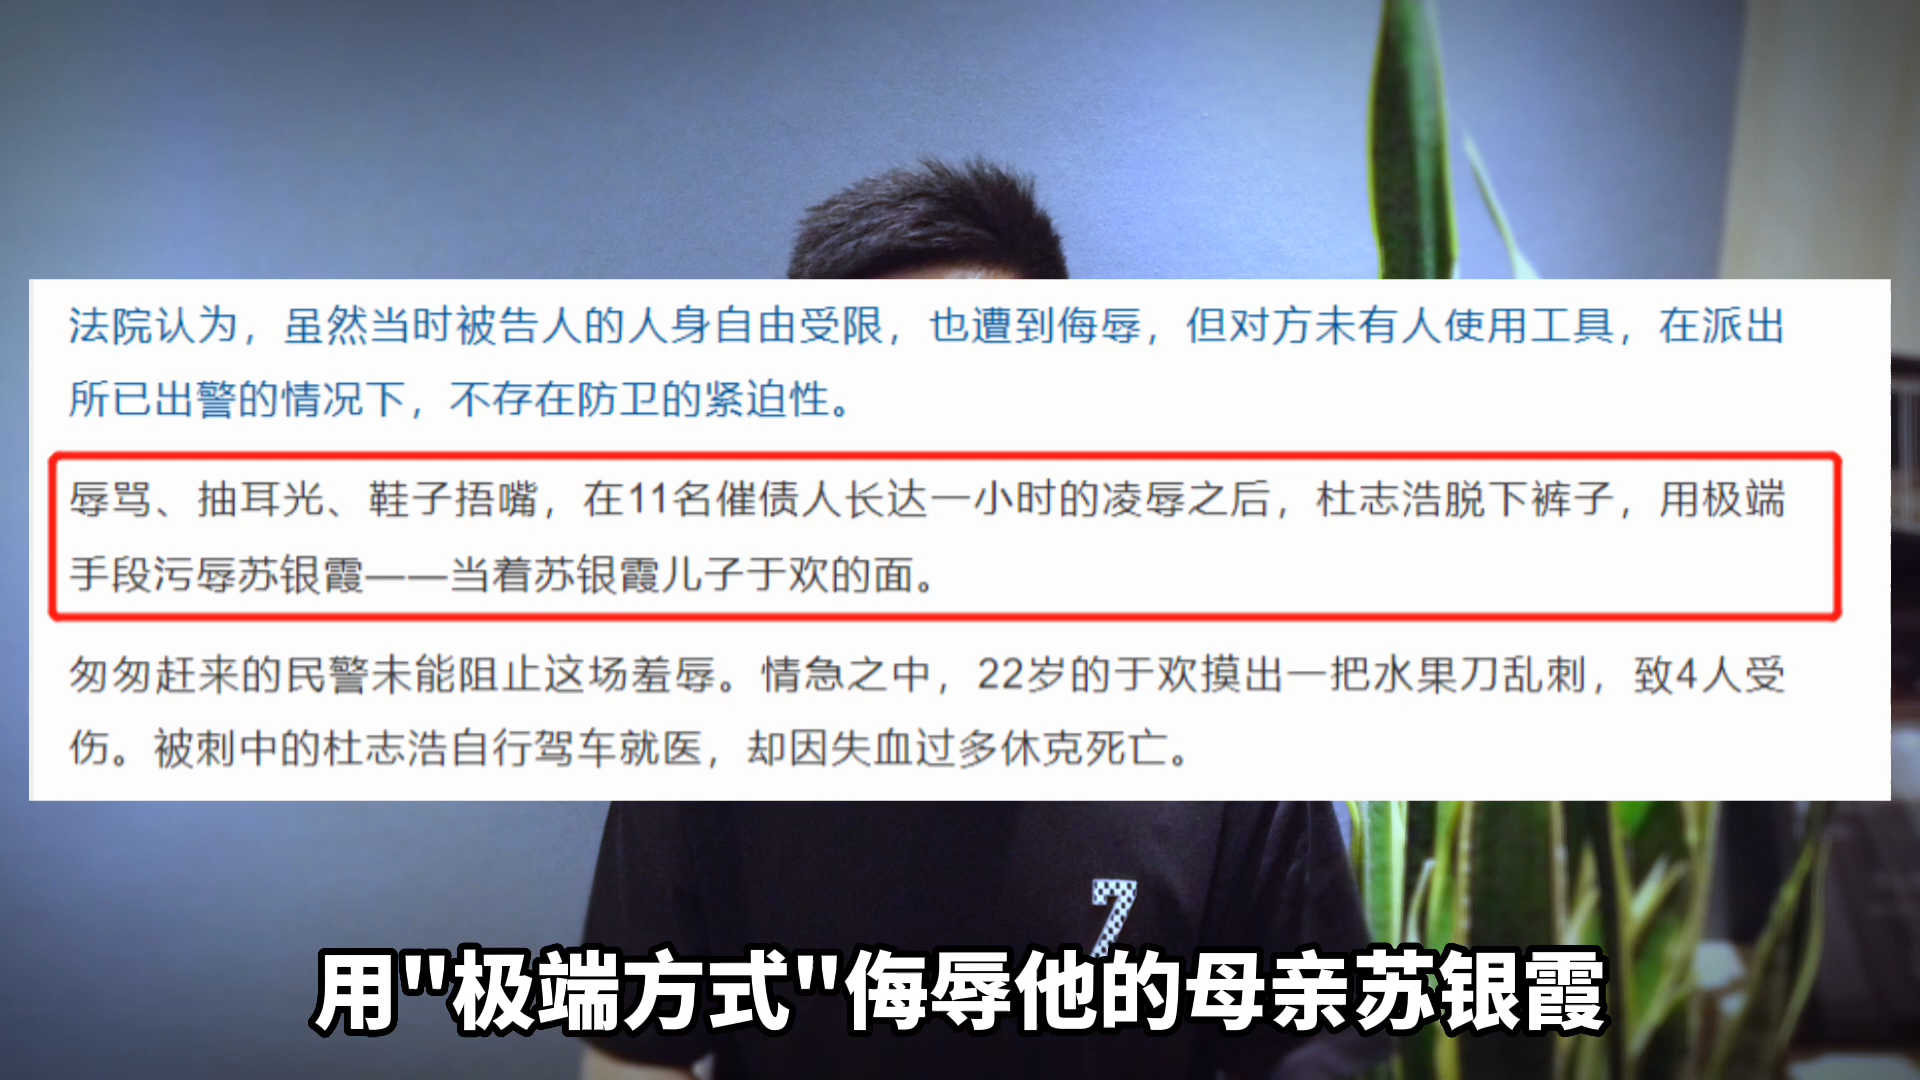 法院认为，虽然当时被告人的人身自由受限，也遭到侮辱，但对方未有人使用工具，在派出
所已出警的情况下，不存在防卫的紧迫性。
辱骂、抽耳光、鞋子捂嘴，在11名催债人长达一小时的凌辱之后，杜志浩脱下裤子，用极端
手段污辱苏银霞——当着苏银霞儿子于欢的面。
匆匆赶来的民警未能阻止这场羞辱。情急之中，22岁的于欢摸出一把水果刀乱刺，致4人受
伤。被刺中的杜志浩自行驾车就医，却因失血过多休克死亡。
7
用"极端方式"侮辱他的母亲苏银霞